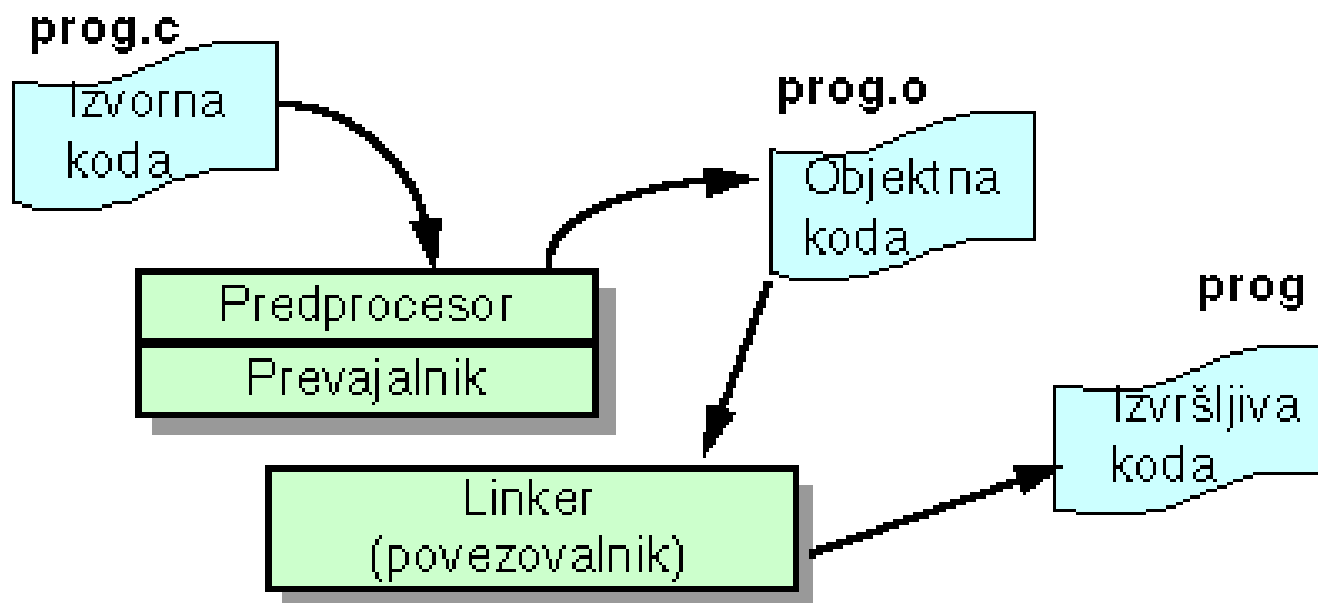 prog.c
Izvorna
koda
prog.o
Objektna
koda
Predprocesor
Prevajalnik
prog
Izvršljiva
koda
Linker
(povezovalnik)